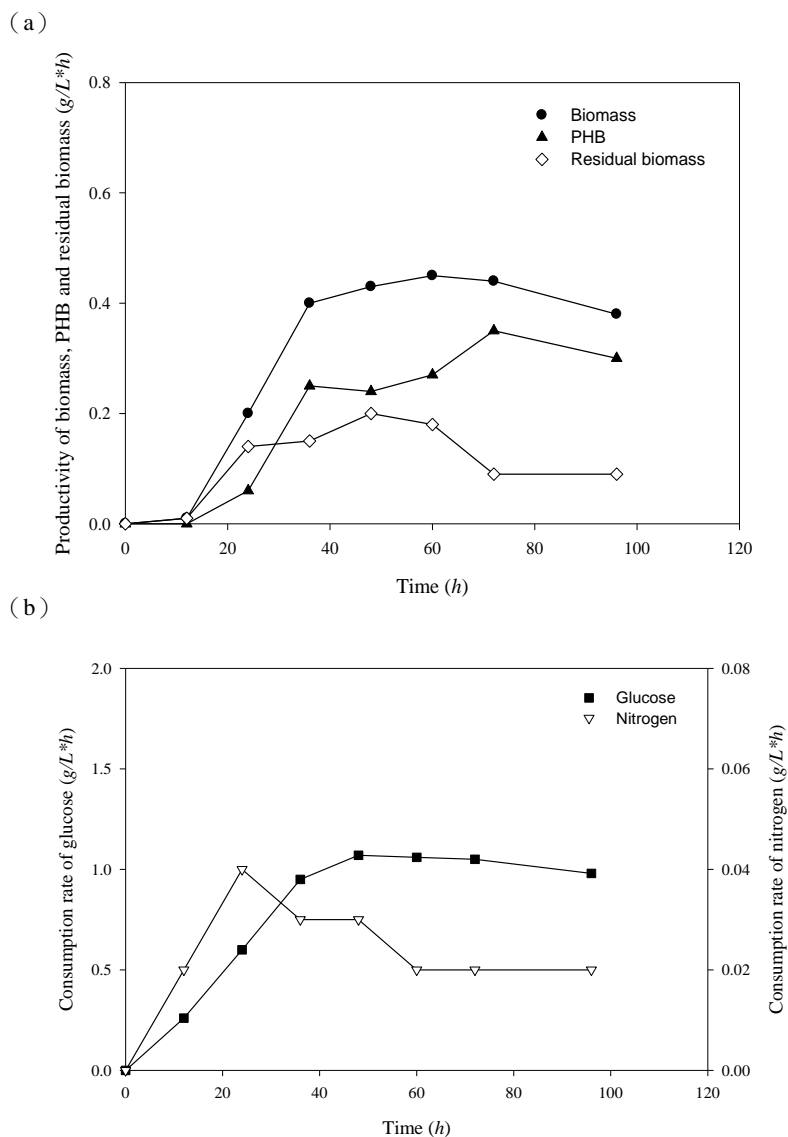 （a）
Productivity of biomass, PHB and residual biomass (g/L*h)
0.8
0.6
0.4
0.2
0.0
Biomass
PHB
Residual biomass
0 20 40 60 80 100 120
Time (h)
（b）
Consumption rate of glucose (g/L*h)
2.0
1.5
1.0
0.5
0.0
Glucose
Nitrogen
0.08
0.06
0.04
0.02
0.00
Consumption rate of nitrogen (g/L*h)
0 20 40 60 80 100 120
Time (h)